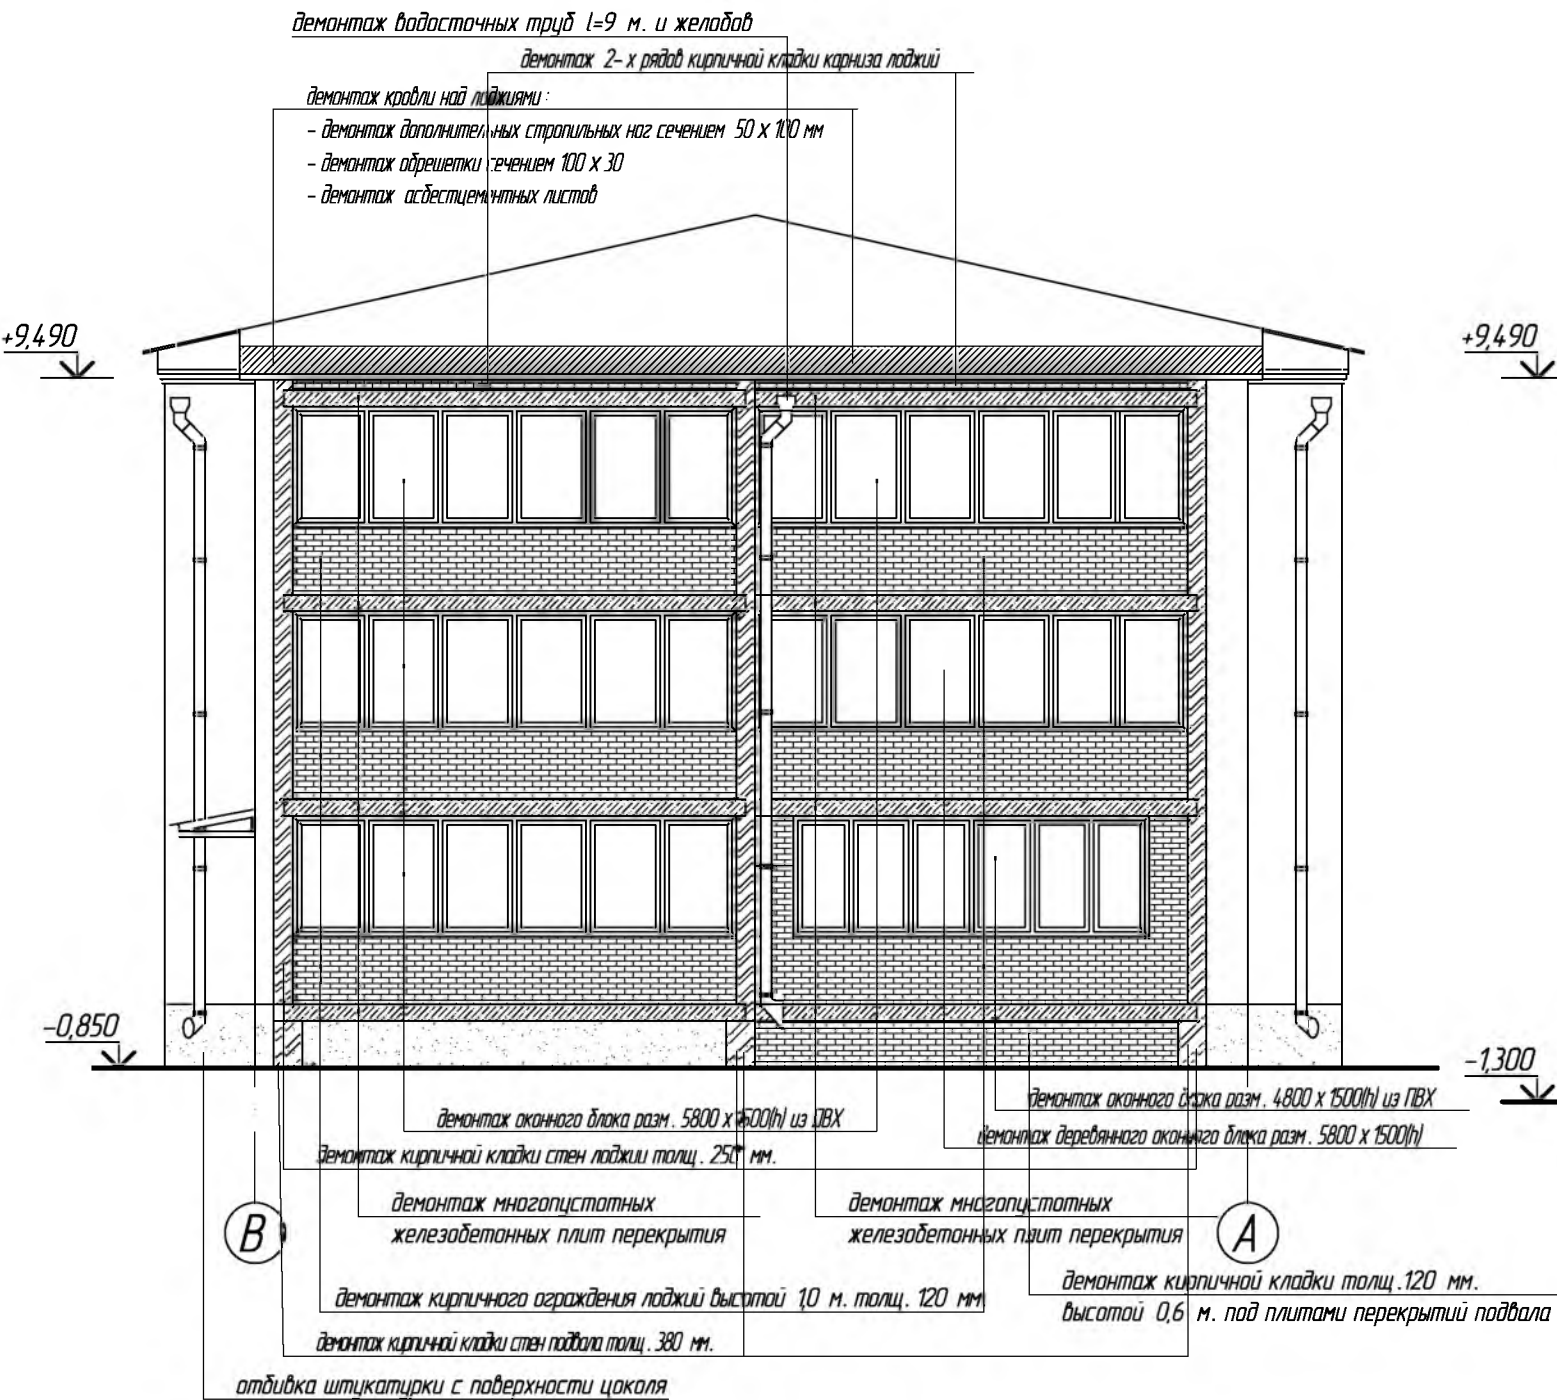 демонтаж водосточных труб l=9 м. и желобов
демонтаж 2-х рядов кирпичной кладки карниза лоджий
демонтаж кровли над лоджиями :
- демонтаж дополнительных стропильных ног сечением 50 х 100 мм
- демонтаж обрешетки сечением 100 х 30
- демонтаж асбестцементных листов
+9,490
+9,490
-0,850
-1,300
демонтаж оконного блока разм. 4800 х 1500(h) из ПВХ
демонтаж оконного блока разм. 5800 х 1500(h) из ПВХ
демонтаж деревянного оконного блока разм. 5800 х 1500(h)
демонтаж кирпичной кладки стен лоджии толщ. 250 мм.
демонтаж многопустотных
железобетонных плит перекрытия
демонтаж многопустотных
железобетонных плит перекрытия
В
А
демонтаж кирпичной кладки толщ. 120 мм.
высотой 0,6 м. под плитами перекрытий подвала
демонтаж кирпичного ограждения лоджий высотой 1,0 м. толщ. 120 мм
демонтаж кирпичной кладки стен подвала толщ. 380 мм.
отбивка штукатурки с поверхности цоколя